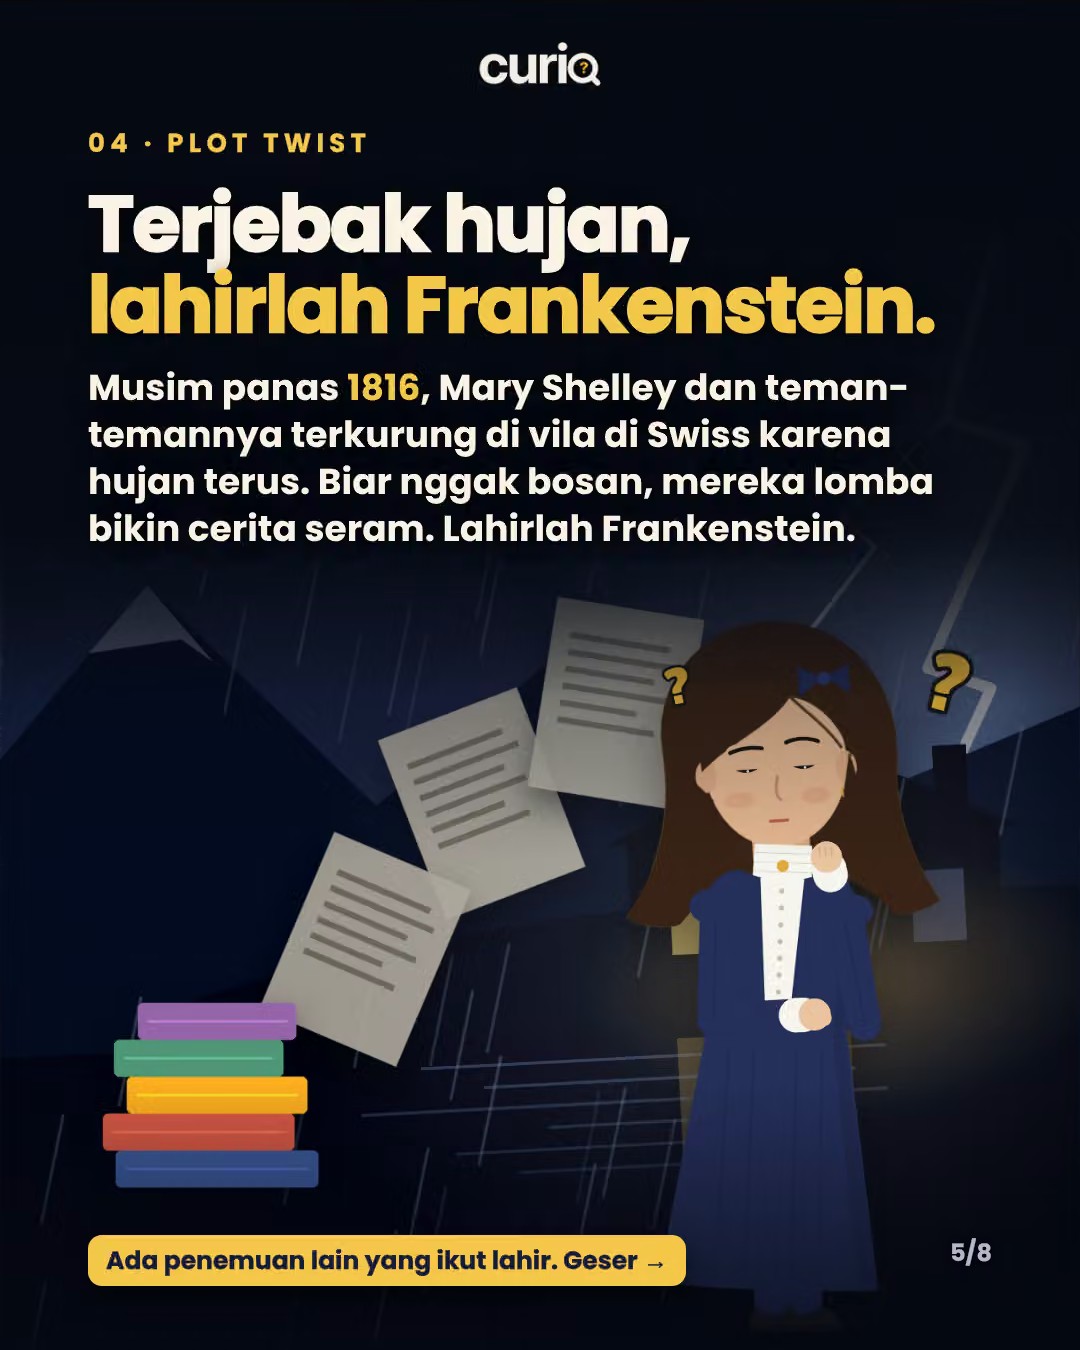 curiq
04 · PLOT TWIST
Terjebak hujan,
lahirlah Frankenstein.
Musim panas 1816, Mary Shelley dan teman-
temannya terkurung di vila di Swiss karena
hujan terus. Biar nggak bosan, mereka lomba
bikin cerita seram. Lahirlah Frankenstein.
?
?
Ada penemuan lain yang ikut lahir. Geser →
5/8